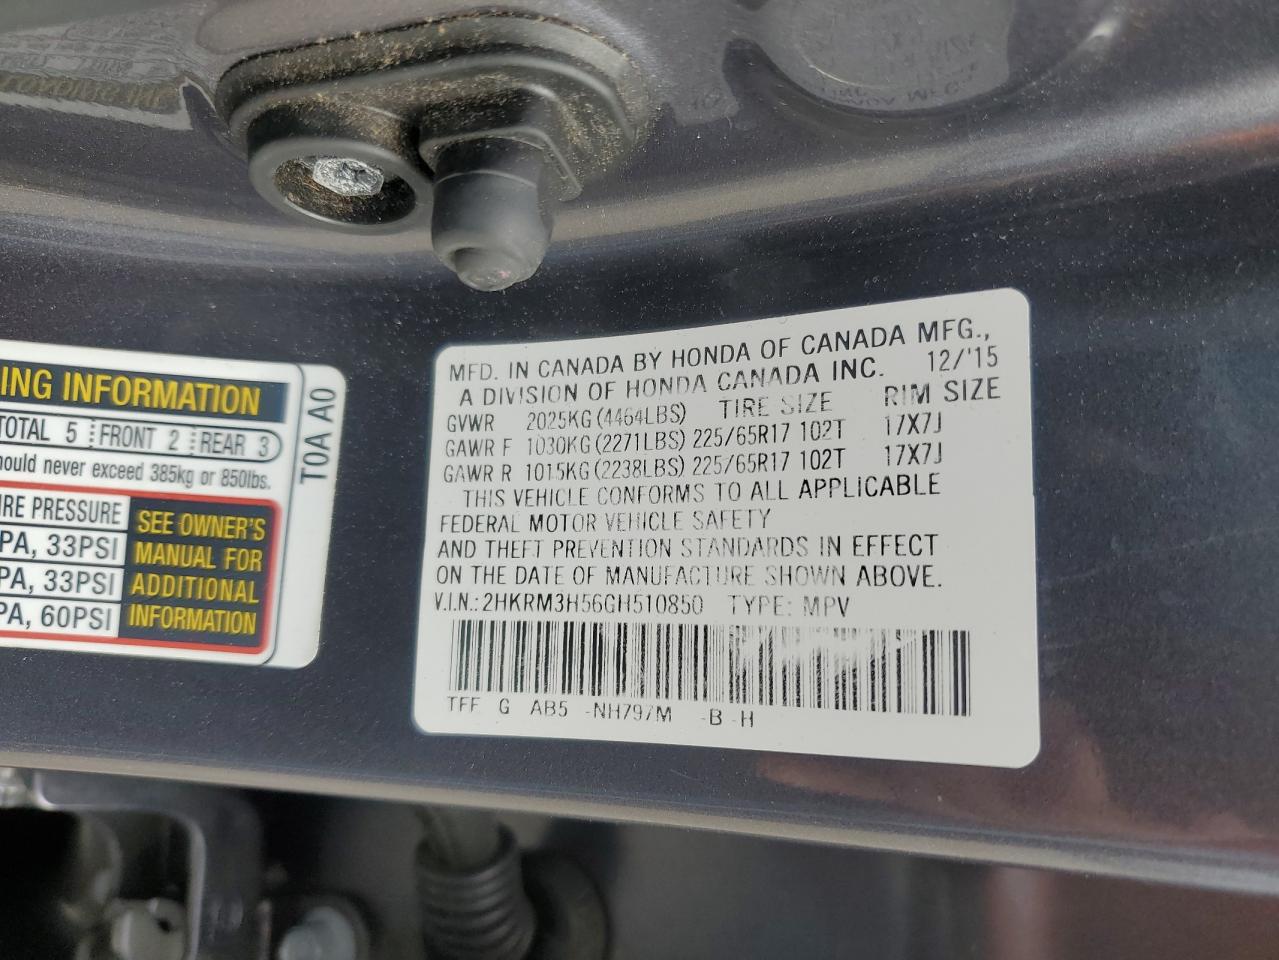 ING INFORMATION
TOTAL 5 FRONT 2 REAR 3
should never exceed 385kg or 850lbs.
IRE PRESSURE
PA, 33PSI
PA, 33PSI
PA, 60PSI
SEE OWNER'S
MANUAL FOR
ADDITIONAL
INFORMATION
T0A A0
MFD. IN CANADA BY HONDA OF CANADA MFG.,
A DIVISION OF HONDA CANADA INC. 12/'15
GVWR 2025KG (4464LBS) TIRE SIZE RIM SIZE
GAWR F 1030KG (2271LBS) 225/65R17 102T 17X7J
GAWR R 1015KG (2238LBS) 225/65R17 102T 17X7J
THIS VEHICLE CONFORMS TO ALL APPLICABLE
FEDERAL MOTOR VEHICLE SAFETY
AND THEFT PREVENTION STANDARDS IN EFFECT
ON THE DATE OF MANUFACTURE SHOWN ABOVE.
V.I.N.: 2HKRM3H56GH510850 TYPE: MPV
TFF G AB5 -NH797M -B -H